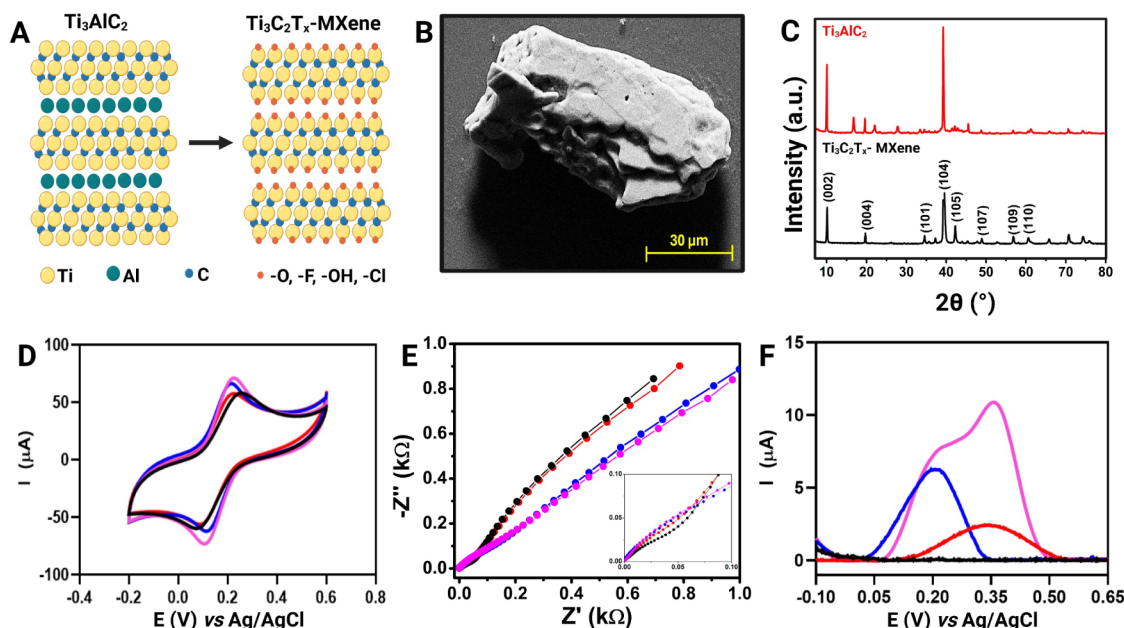 A
Ti₃AlC₂
Ti₃C₂Tₓ-MXene
Ti
Al
C
-O, -F, -OH, -Cl
B
30 µm
C
Ti₃AlC₂
Ti₃C₂Tₓ- MXene
(002)
(004)
(101)
(104)
(105)
(107)
(109)
(110)
Intensity (a.u.)
10 20 30 40 50 60 70 80
2θ (°)
D
100
50
0
-50
-100
I (µA)
-0.4 -0.2 0.0 0.2 0.4 0.6 0.8
E (V) vs Ag/AgCl
E
1.0
0.8
0.6
0.4
0.2
0.0
-Z'' (kΩ)
0.10
0.05
0.00
0.00 0.05 0.10
0.0 0.2 0.4 0.6 0.8 1.0
Z' (kΩ)
F
15
10
5
0
I (µA)
-0.10 0.05 0.20 0.35 0.50 0.65
E (V) vs Ag/AgCl